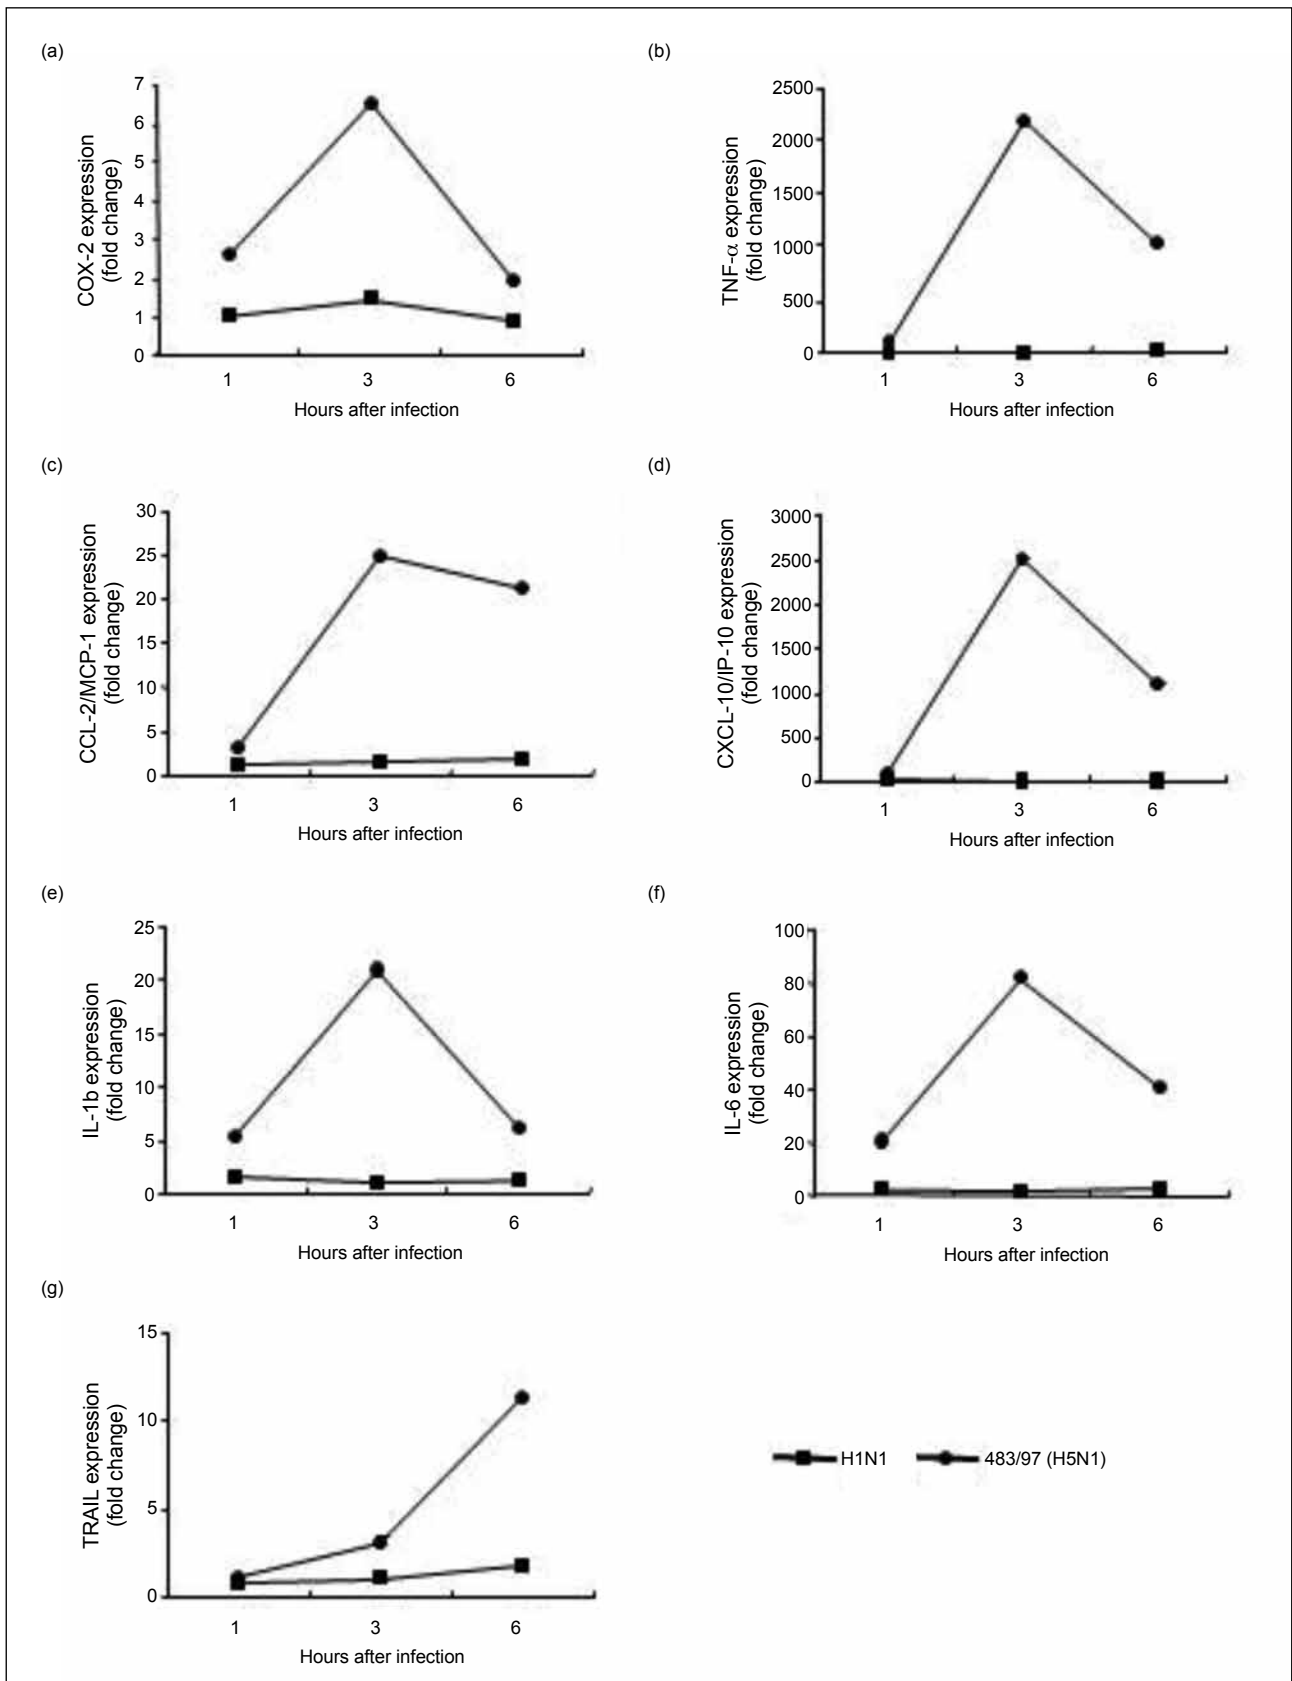 (a)
COX-2 expression
(fold change)
7
6
5
4
3
2
1
0
1 3 6
Hours after infection
(b)
TNF-α expression
(fold change)
2500
2000
1500
1000
500
0
1 3 6
Hours after infection
(c)
CCL-2/MCP-1 expression
(fold change)
30
25
20
15
10
5
0
1 3 6
Hours after infection
(d)
CXCL-10/IP-10 expression
(fold change)
3000
2500
2000
1500
1000
500
0
1 3 6
Hours after infection
(e)
IL-1b expression
(fold change)
25
20
15
10
5
0
1 3 6
Hours after infection
(f)
IL-6 expression
(fold change)
100
80
60
40
20
0
1 3 6
Hours after infection
(g)
TRAIL expression
(fold change)
15
10
5
0
1 3 6
Hours after infection
H1N1 483/97 (H5N1)